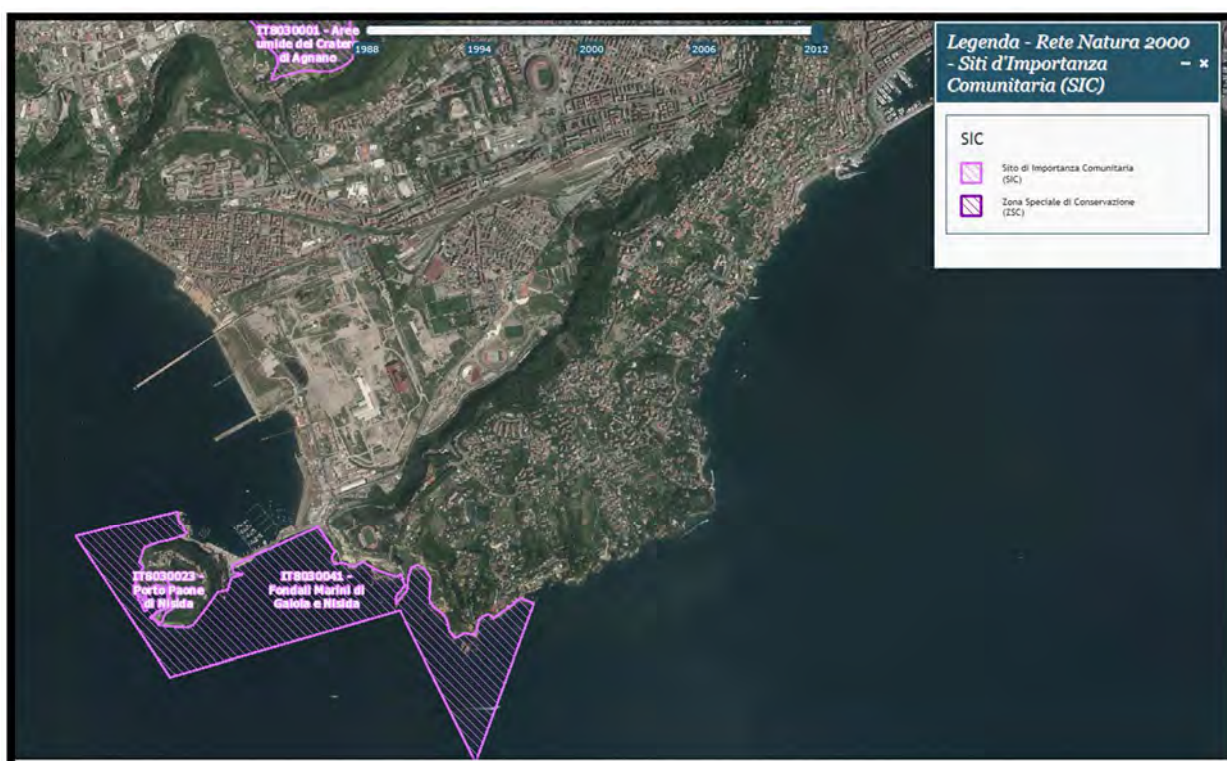 IT8030001 - Aree
umide del Cratere
di Agnano
1988
1994
2000
2006
2012
Legenda - Rete Natura 2000
- Siti d'Importanza
Comunitaria (SIC)
SIC
Sito di Importanza Comunitaria
(SIC)
Zona Speciale di Conservazione
(ZSC)
IT8030023 -
Porto Paone
di Nisida
IT8030041 -
Fondali Marini di
Gaiola e Nisida